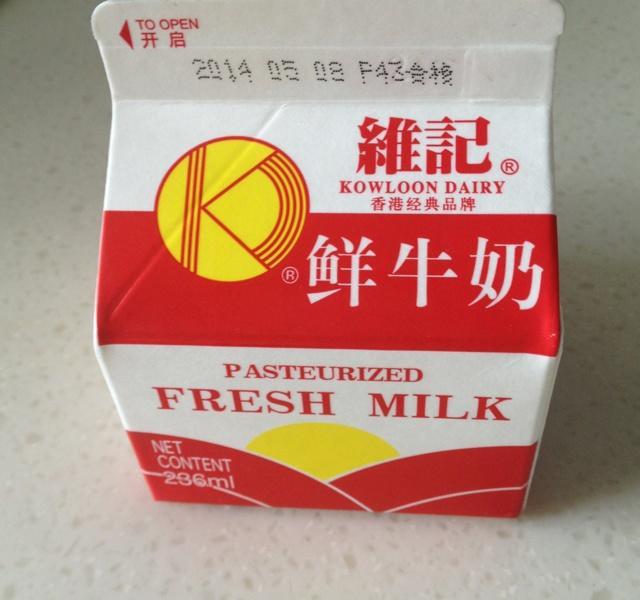 TO OPEN
开启
2014 05 08 F43合格
維記®
KOWLOON DAIRY
香港经典品牌
® 鲜牛奶
PASTEURIZED
FRESH MILK
NET
CONTENT
236ml